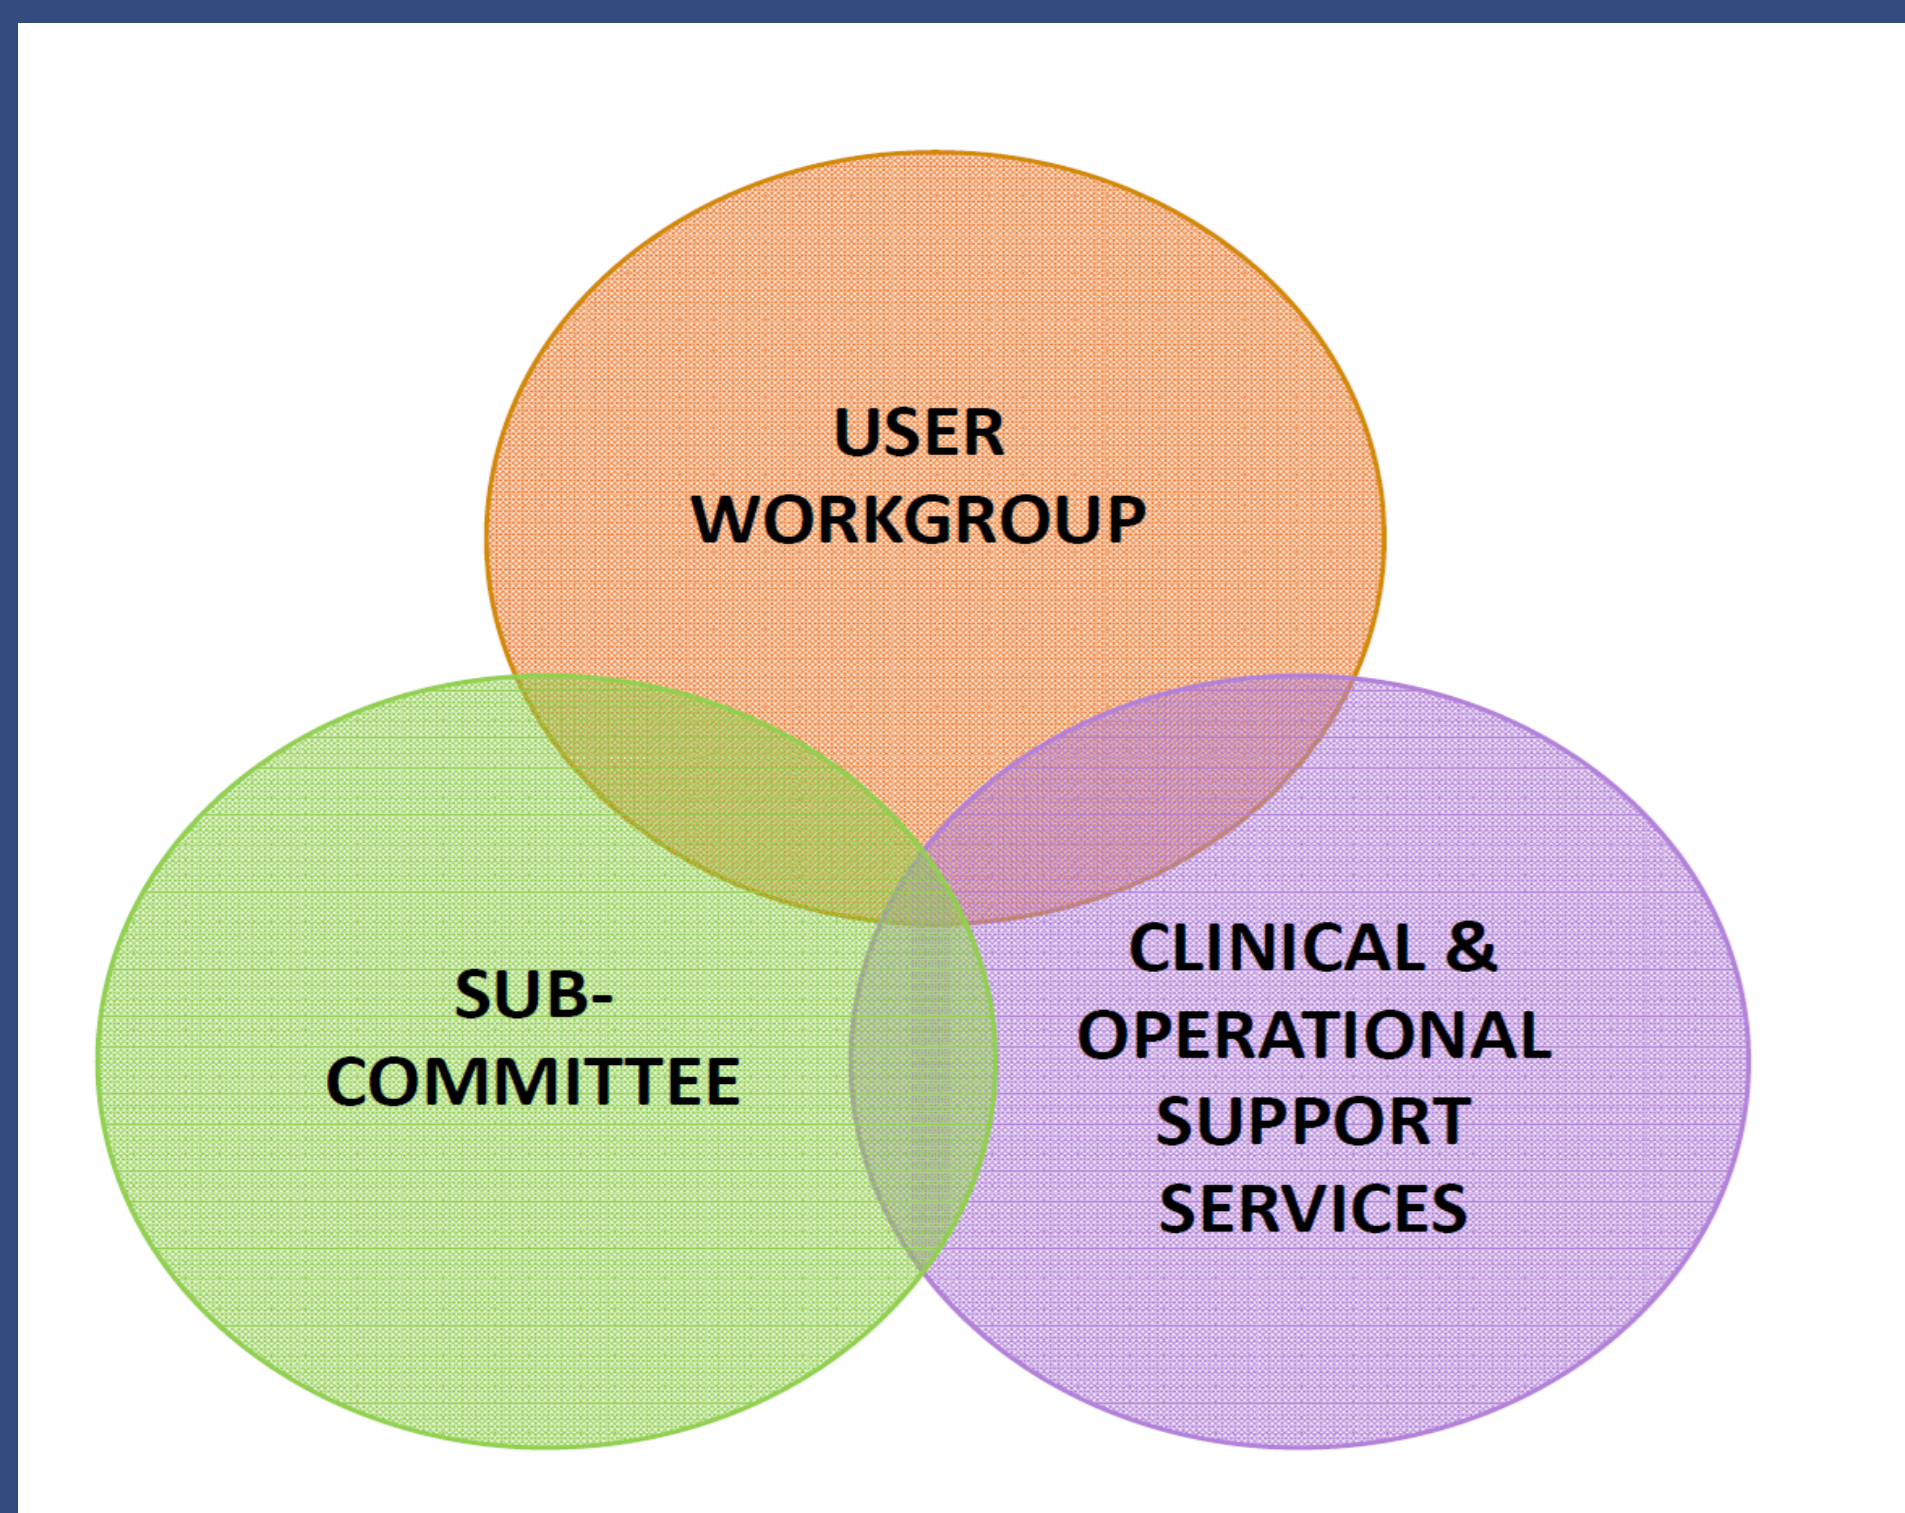 USER
WORKGROUP
SUB-
COMMITTEE
CLINICAL &
OPERATIONAL
SUPPORT
SERVICES